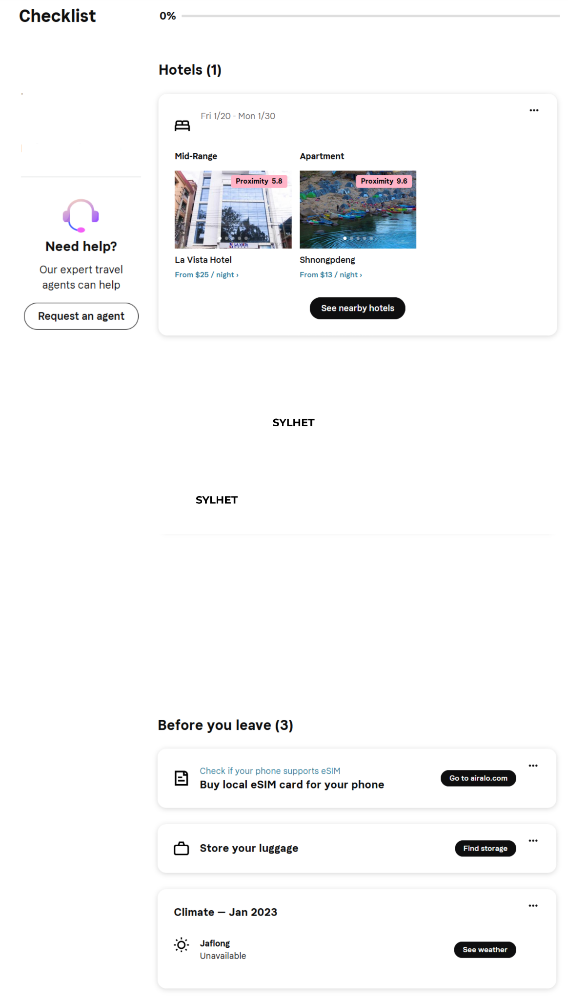 Checklist
0%
Hotels (1)
Fri 1/20 - Mon 1/30
Mid-Range
Apartment
Proximity 5.8
Proximity 9.6
LA VISTA
La Vista Hotel
Shnongpdeng
From $25 / night ›
From $13 / night ›
See nearby hotels
Need help?
Our expert travel
agents can help
Request an agent
SYLHET
SYLHET
Before you leave (3)
Check if your phone supports eSIM
Buy local eSIM card for your phone
Go to airalo.com
Store your luggage
Find storage
Climate — Jan 2023
Jaflong
Unavailable
See weather